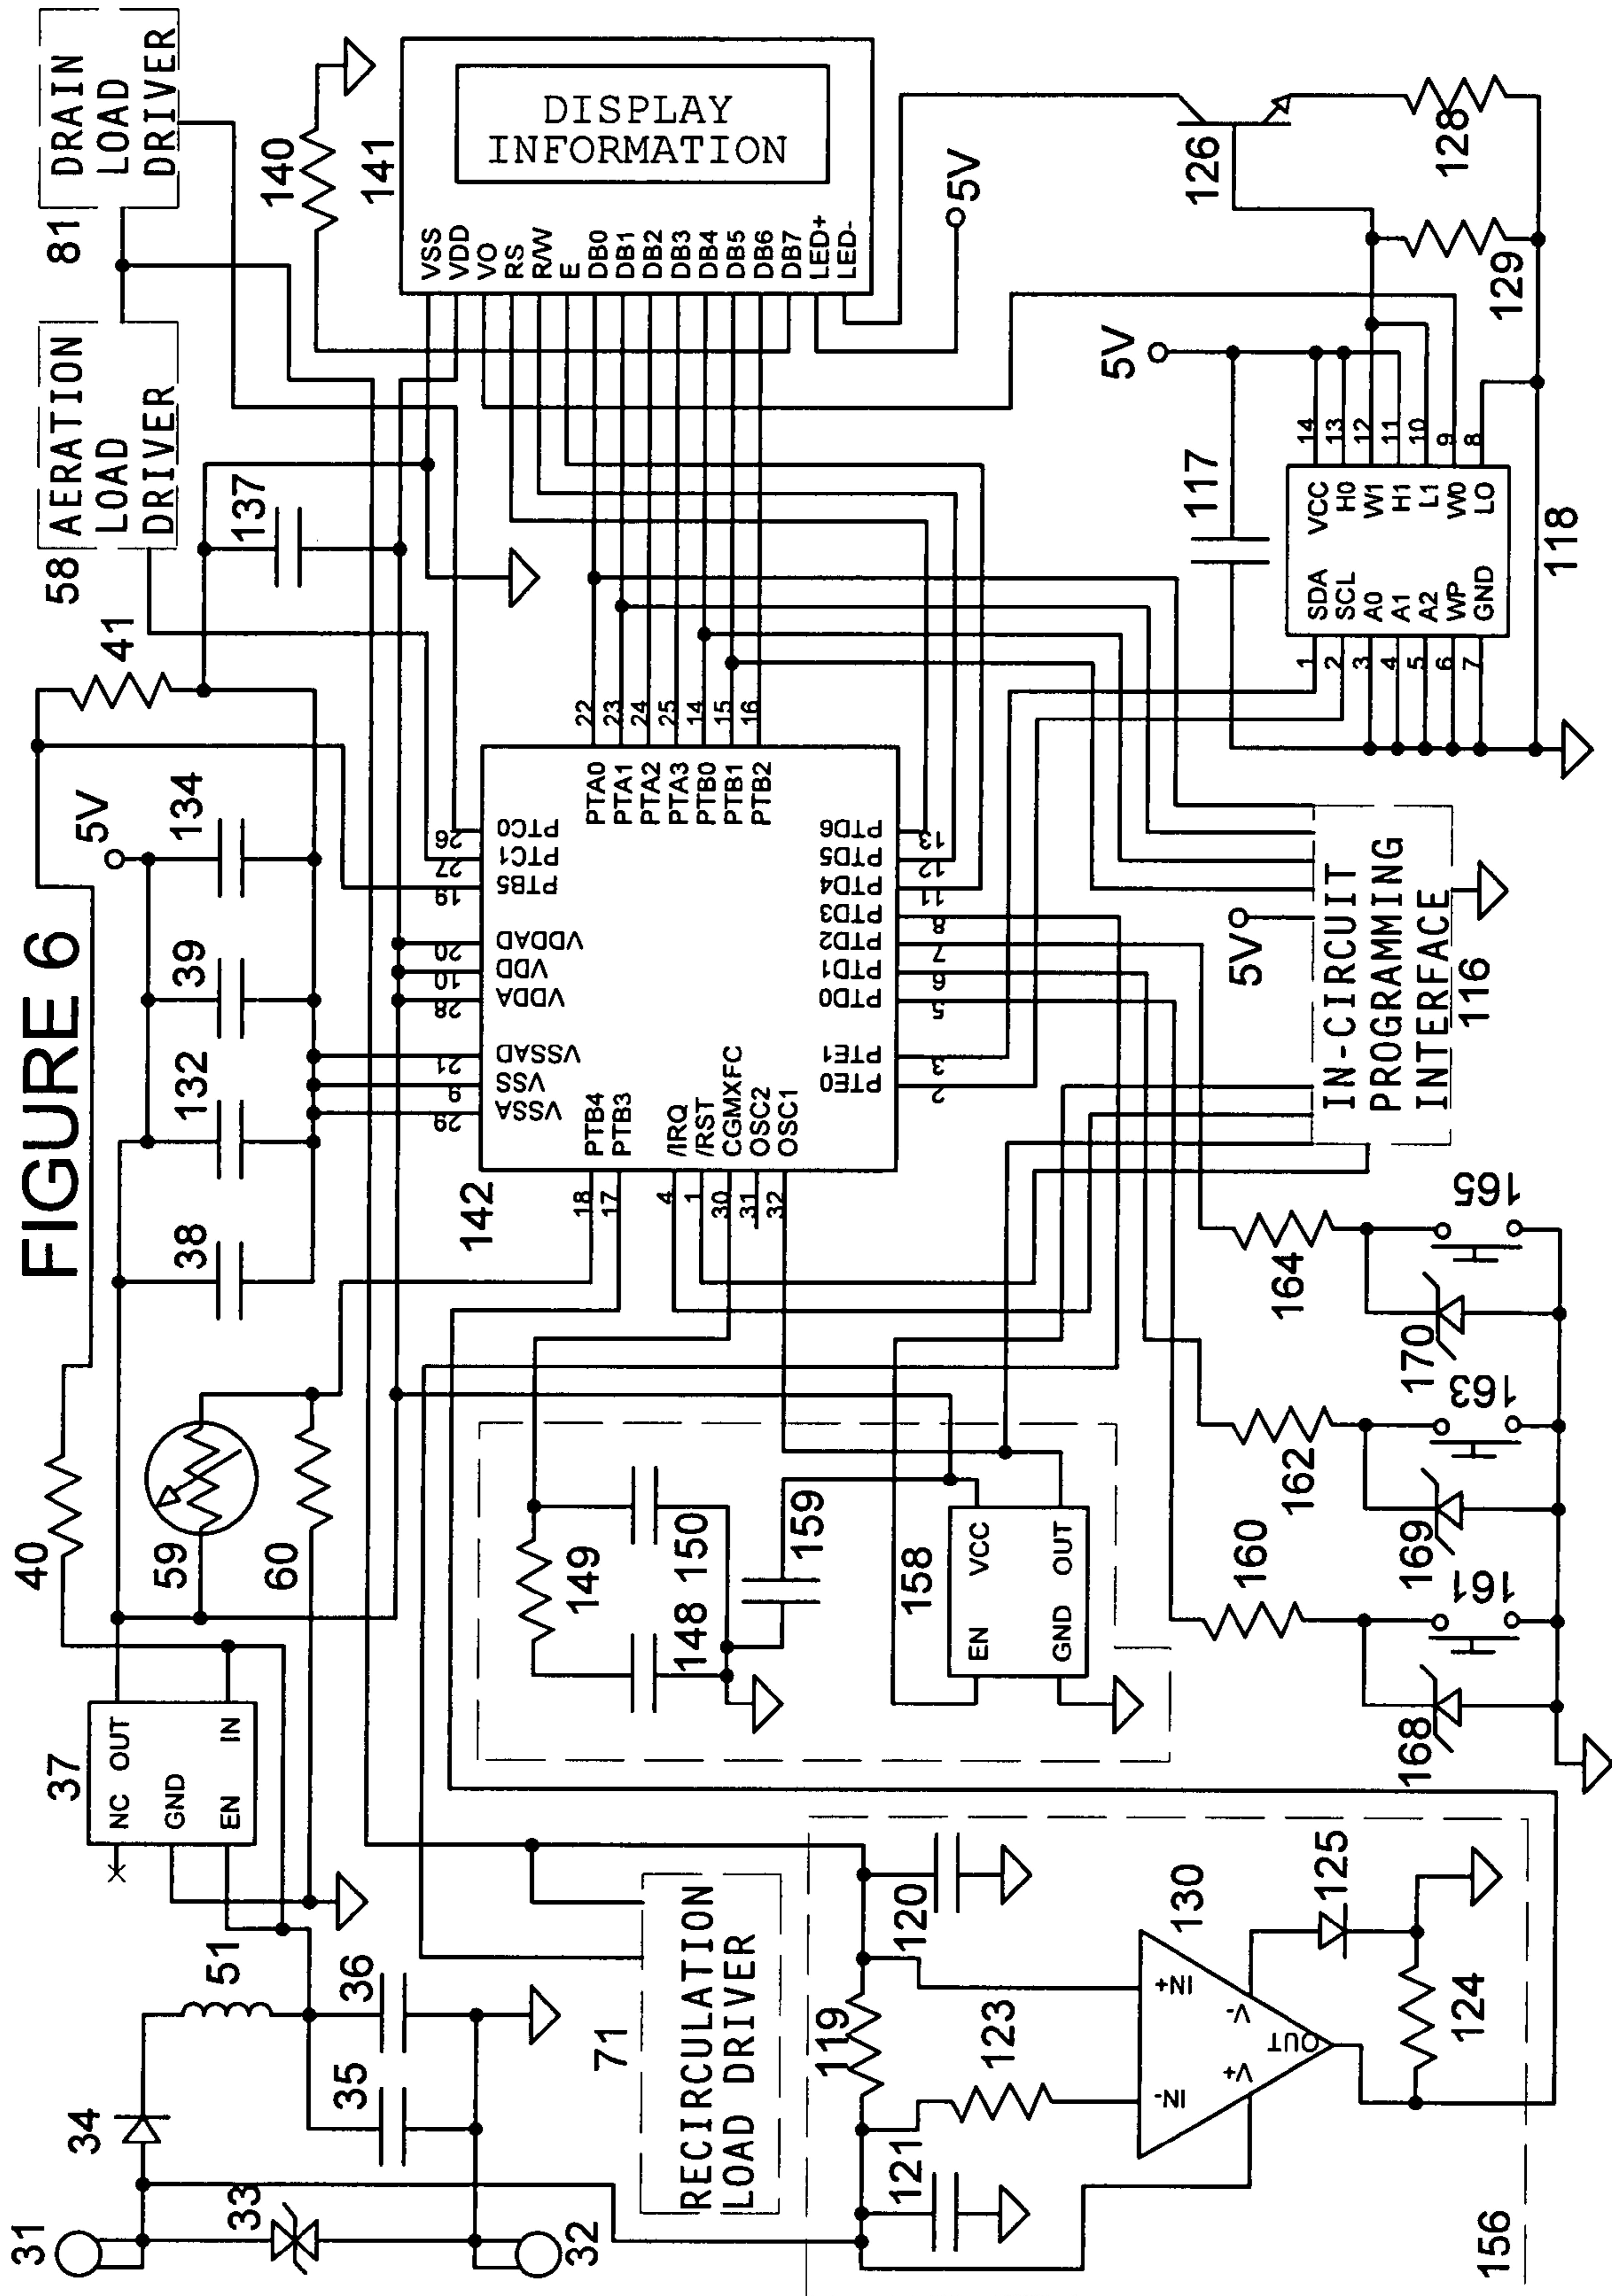 FIGURE 6
31
34
33
32
51
35
36
37
NC OUT
GND
EN
IN
40
59
60
38
132
39
134
5V
41
58
AERATION
LOAD
DRIVER
81
DRAIN
LOAD
DRIVER
137
140
141
DISPLAY
INFORMATION
VSS
VDD
VO
RS
R/W
E
DB0
DB1
DB2
DB3
DB4
DB5
DB6
DB7
LED+
LED-
5V
142
29 VSSA
9 VSS
21 VSSAD
28 VDDA
10 VDD
20 VDDAD
19 PTB5
27 PTC1
26 PTC0
PTA0 22
PTA1 23
PTA2 24
PTA3 25
PTB0 14
PTB1 15
PTB2 16
18 PTB4
17 PTB3
4 /IRQ
1 /RST
30 CGMXFC
31 OSC2
32 OSC1
PTE0 2
PTE1 3
PTD0 5
PTD1 6
PTD2 7
PTD3 8
PTD4 11
PTD5 12
PTD6 13
71
RECIRCULATION
LOAD DRIVER
149
148
150
159
158
EN
VCC
GND
OUT
156
121
119
120
123
130
IN-
IN+
V+
V-
OUT
125
124
160
161
168
162
163
169
164
165
170
116
IN-CIRCUIT
PROGRAMMING
INTERFACE
5V
117
5V
118
1 SDA
2 SCL
3 A0
4 A1
5 A2
6 WP
7 GND
VCC 14
H0 13
W1 12
H1 11
L1 10
W0 9
LO 8
126
128
129